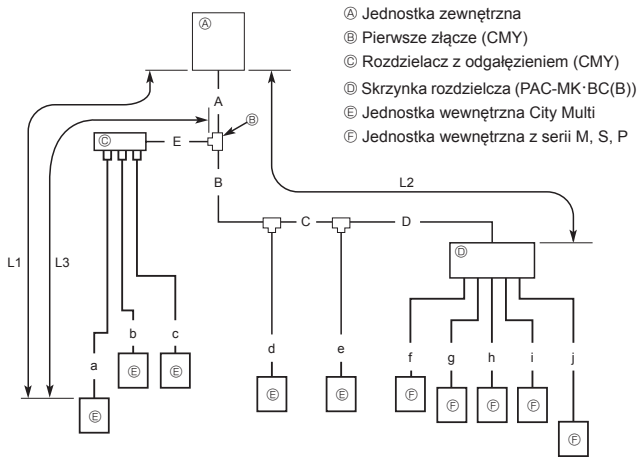 Ⓐ Jednostka zewnętrzna
Ⓑ Pierwsze złącze (CMY)
Ⓒ Rozdzielacz z odgałęzieniem (CMY)
Ⓓ Skrzynka rozdzielcza (PAC-MK·BC(B))
Ⓔ Jednostka wewnętrzna City Multi
Ⓕ Jednostka wewnętrzna z serii M, S, P
Ⓐ
A
Ⓑ
Ⓒ
E
B
L2
C
D
Ⓓ
L1
L3
a
b
c
d
e
f
g
h
i
j
Ⓔ
Ⓔ
Ⓔ
Ⓔ
Ⓔ
Ⓕ
Ⓕ
Ⓕ
Ⓕ
Ⓕ